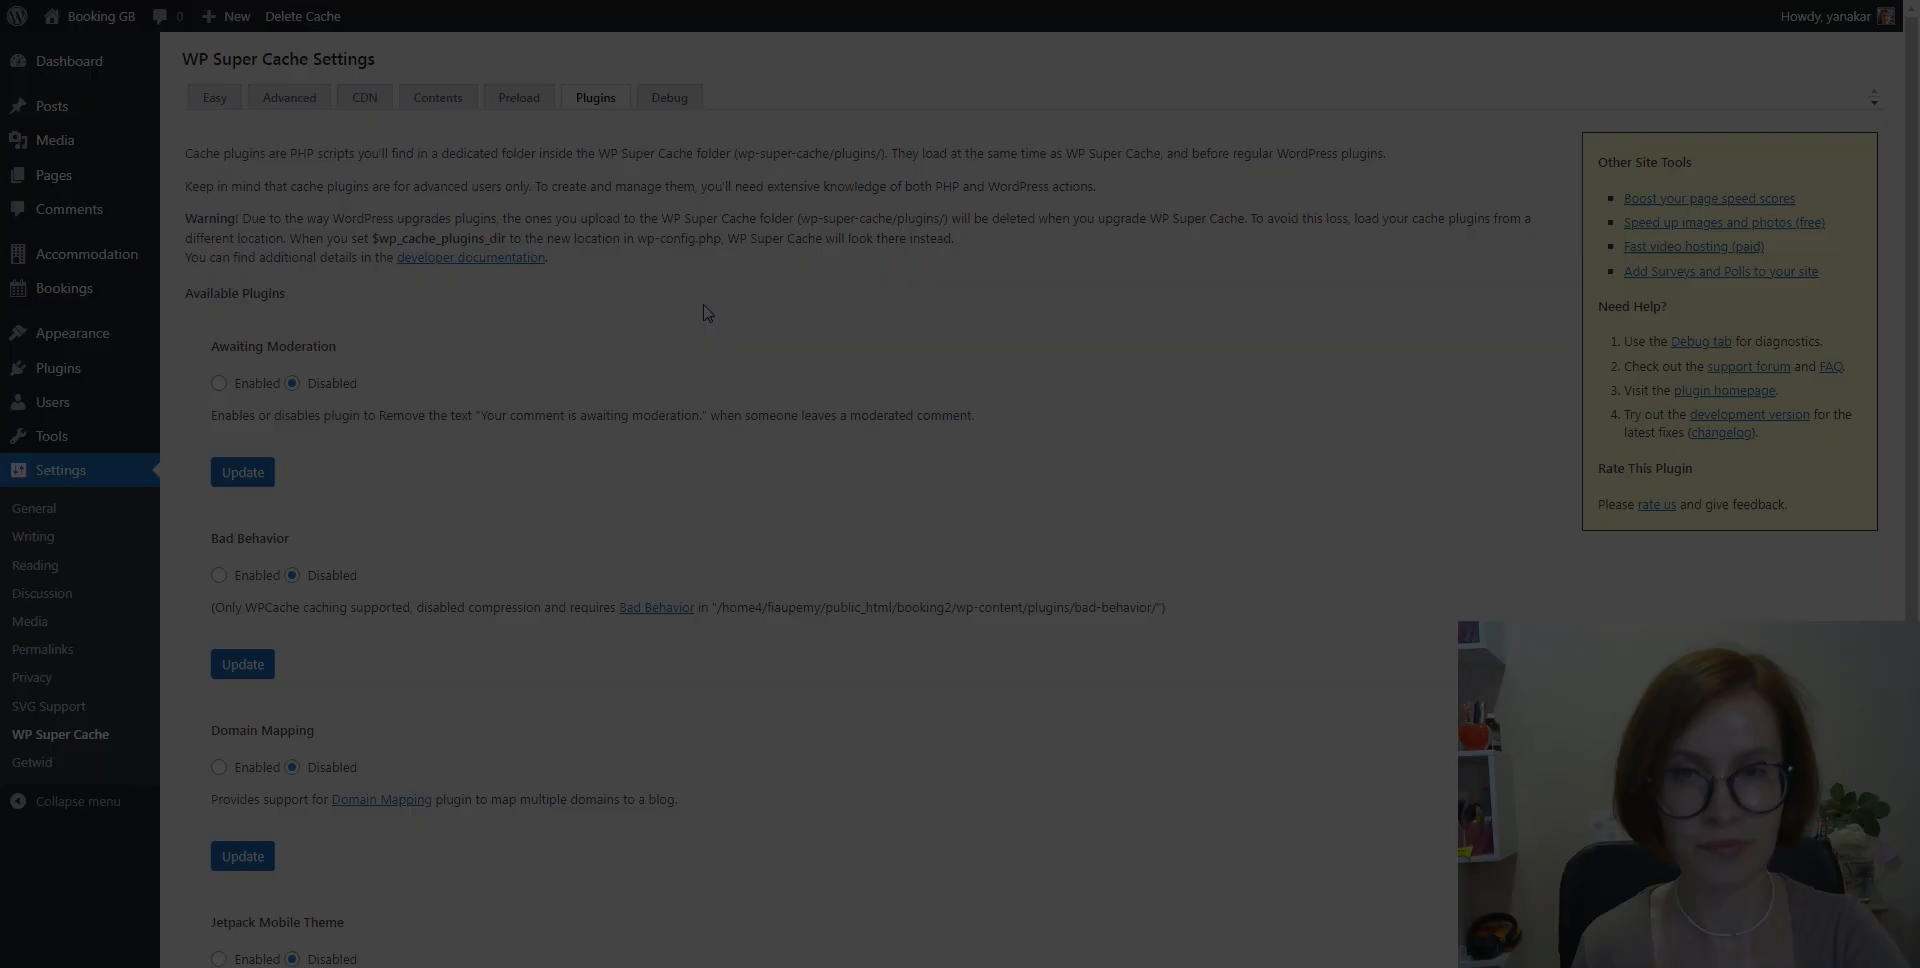 Booking GB
0
New
Delete Cache
Howdy, yanakar
Dashboard
Posts
Media
Pages
Comments
Accommodation
Bookings
Appearance
Plugins
Users
Tools
Settings
General
Writing
Reading
Discussion
Media
Permalinks
Privacy
SVG Support
WP Super Cache
Getwid
Collapse menu
WP Super Cache Settings
Easy
Advanced
CDN
Contents
Preload
Plugins
Debug
Cache plugins are PHP scripts you'll find in a dedicated folder inside the WP Super Cache folder (wp-super-cache/plugins/). They load at the same time as WP Super Cache, and before regular WordPress plugins.
Keep in mind that cache plugins are for advanced users only. To create and manage them, you'll need extensive knowledge of both PHP and WordPress actions.
Warning! Due to the way WordPress upgrades plugins, the ones you upload to the WP Super Cache folder (wp-super-cache/plugins/) will be deleted when you upgrade WP Super Cache. To avoid this loss, load your cache plugins from a
different location. When you set $wp_cache_plugins_dir to the new location in wp-config.php, WP Super Cache will look there instead.
You can find additional details in the developer documentation.
Available Plugins
Awaiting Moderation
Enabled Disabled
Enables or disables plugin to Remove the text "Your comment is awaiting moderation." when someone leaves a moderated comment.
Update
Bad Behavior
Enabled Disabled
(Only WPCache caching supported, disabled compression and requires Bad Behavior in "/home4/fiaupemy/public_html/booking2/wp-content/plugins/bad-behavior/")
Update
Domain Mapping
Enabled Disabled
Provides support for Domain Mapping plugin to map multiple domains to a blog.
Update
Jetpack Mobile Theme
Enabled Disabled
Other Site Tools
Boost your page speed scores
Speed up images and photos (free)
Fast video hosting (paid)
Add Surveys and Polls to your site
Need Help?
1. Use the Debug tab for diagnostics.
2. Check out the support forum and FAQ.
3. Visit the plugin homepage.
4. Try out the development version for the
latest fixes (changelog).
Rate This Plugin
Please rate us and give feedback.